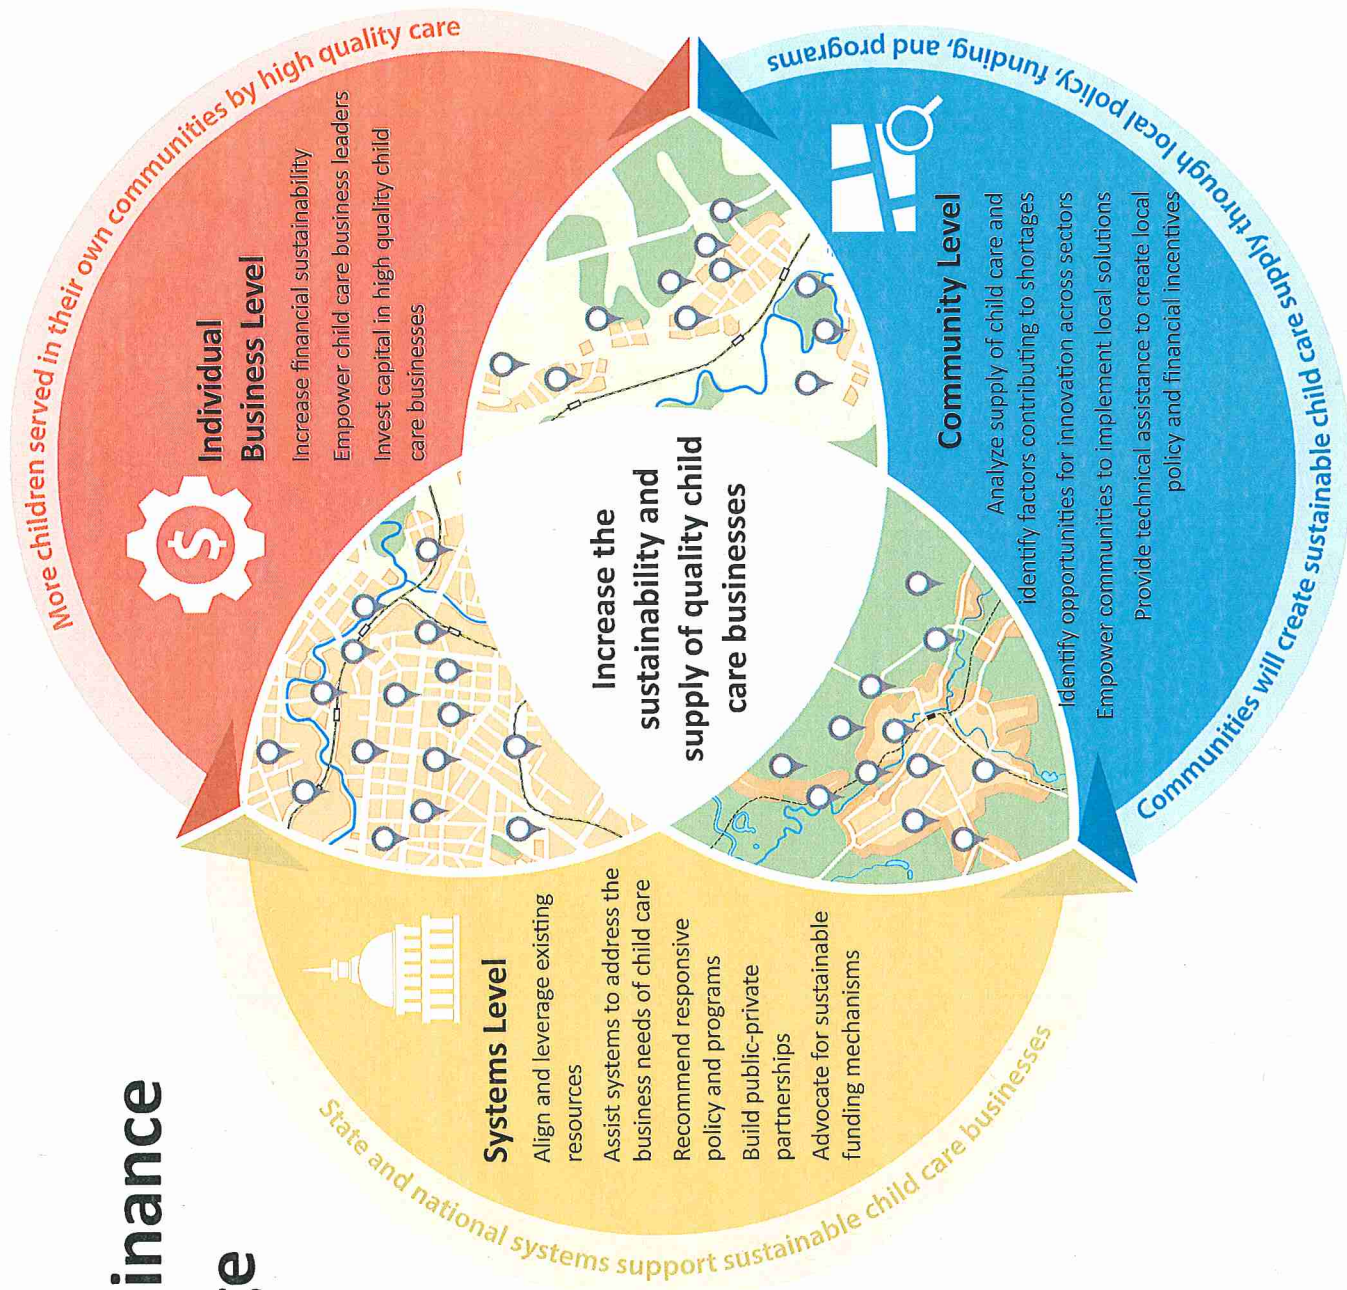 inance
e
State and national systems support sustainable child care businesses
Systems Level
Align and leverage existing
resources
Assist systems to address the
business needs of child care
Recommend responsive
policy and programs
Build public-private
partnerships
Advocate for sustainable
funding mechanisms
More children served in their own communities by high quality care
$
Individual
Business Level
Increase financial sustainability
Empower child care business leaders
Invest capital in high quality child
care businesses
Increase the
sustainability and
supply of quality child
care businesses
Community Level
Analyze supply of child care and
identify factors contributing to shortages
Identify opportunities for innovation across sectors
Empower communities to implement local solutions
Provide technical assistance to create local
policy and financial incentives
Communities will create sustainable child care supply through local policy, funding, and programs